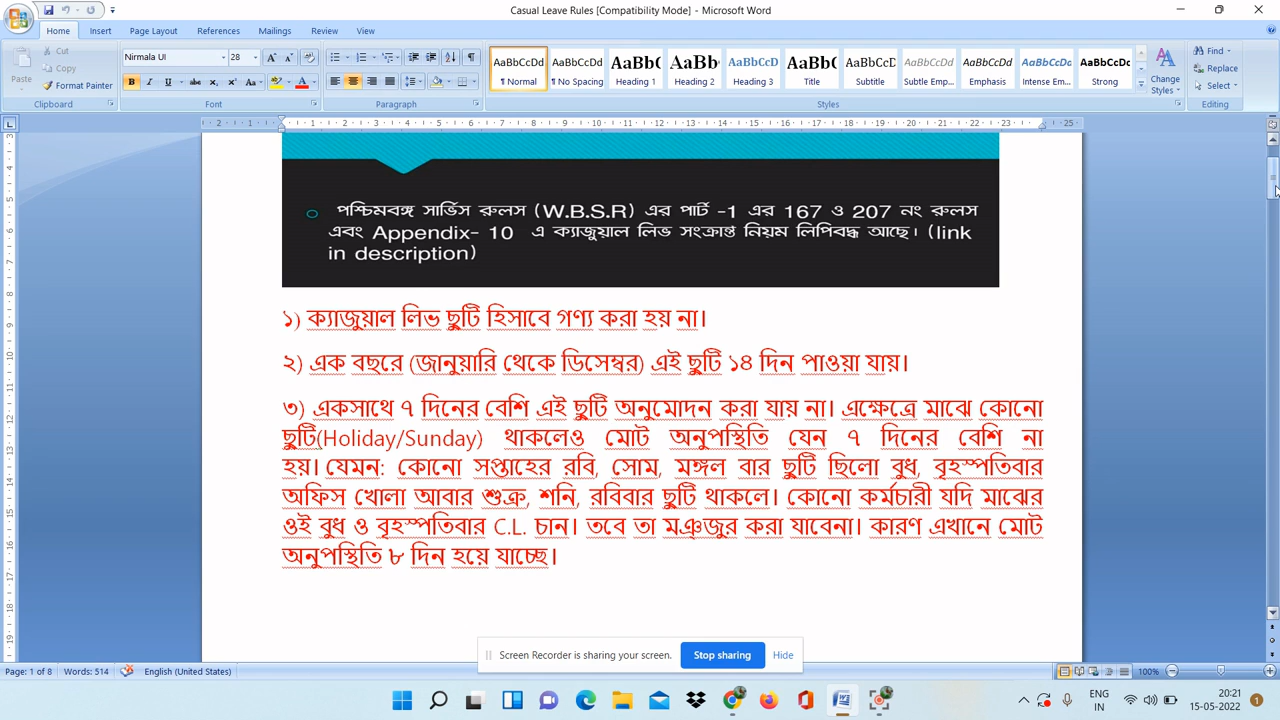 Casual Leave Rules [Compatibility Mode] - Microsoft Word
Home Insert Page Layout References Mailings Review View
Paste
Cut
Copy
Format Painter
Clipboard
Nirmala UI 28
Font
Paragraph
AaBbCcDd AaBbCcDd AaBbC AaBbC AaBbCcD AaBbC AaBbCcD AaBbCcDd AaBbCcDd AaBbCcDd AaBbCcDc
¶ Normal ¶ No Spacing Heading 1 Heading 2 Heading 3 Title Subtitle Subtle Emp... Emphasis Intense Em... Strong
Change Styles
Styles
Find
Replace
Select
Editing
পশ্চিমবঙ্গ সার্ভিস রুলস (W.B.S.R) এর পার্ট -1 এর 167 ও 207 নং রুলস
এবং Appendix- 10 এ ক্যাজুয়াল লিভ সংক্রান্ত নিয়ম লিপিবদ্ধ আছে। (link
in description)
১) ক্যাজুয়াল লিভ ছুটি হিসাবে গণ্য করা হয় না।
২) এক বছরে (জানুয়ারি থেকে ডিসেম্বর) এই ছুটি ১৪ দিন পাওয়া যায়।
৩) একসাথে ৭ দিনের বেশি এই ছুটি অনুমোদন করা যায় না। এক্ষেত্রে মাঝে কোনো
ছুটি(Holiday/Sunday) থাকলেও মোট অনুপস্থিতি যেন ৭ দিনের বেশি না
হয়। যেমন: কোনো সপ্তাহের রবি, সোম, মঙ্গল বার ছুটি ছিলো বুধ, বৃহস্পতিবার
অফিস খোলা আবার শুক্র, শনি, রবিবার ছুটি থাকলে। কোনো কর্মচারী যদি মাঝের
ওই বুধ ও বৃহস্পতিবার C.L. চান। তবে তা মঞ্জুর করা যাবেনা। কারণ এখানে মোট
অনুপস্থিতি ৮ দিন হয়ে যাচ্ছে।
Screen Recorder is sharing your screen. Stop sharing Hide
Page: 1 of 8 Words: 514 English (United States) 100%
ENG
IN
20:21
15-05-2022